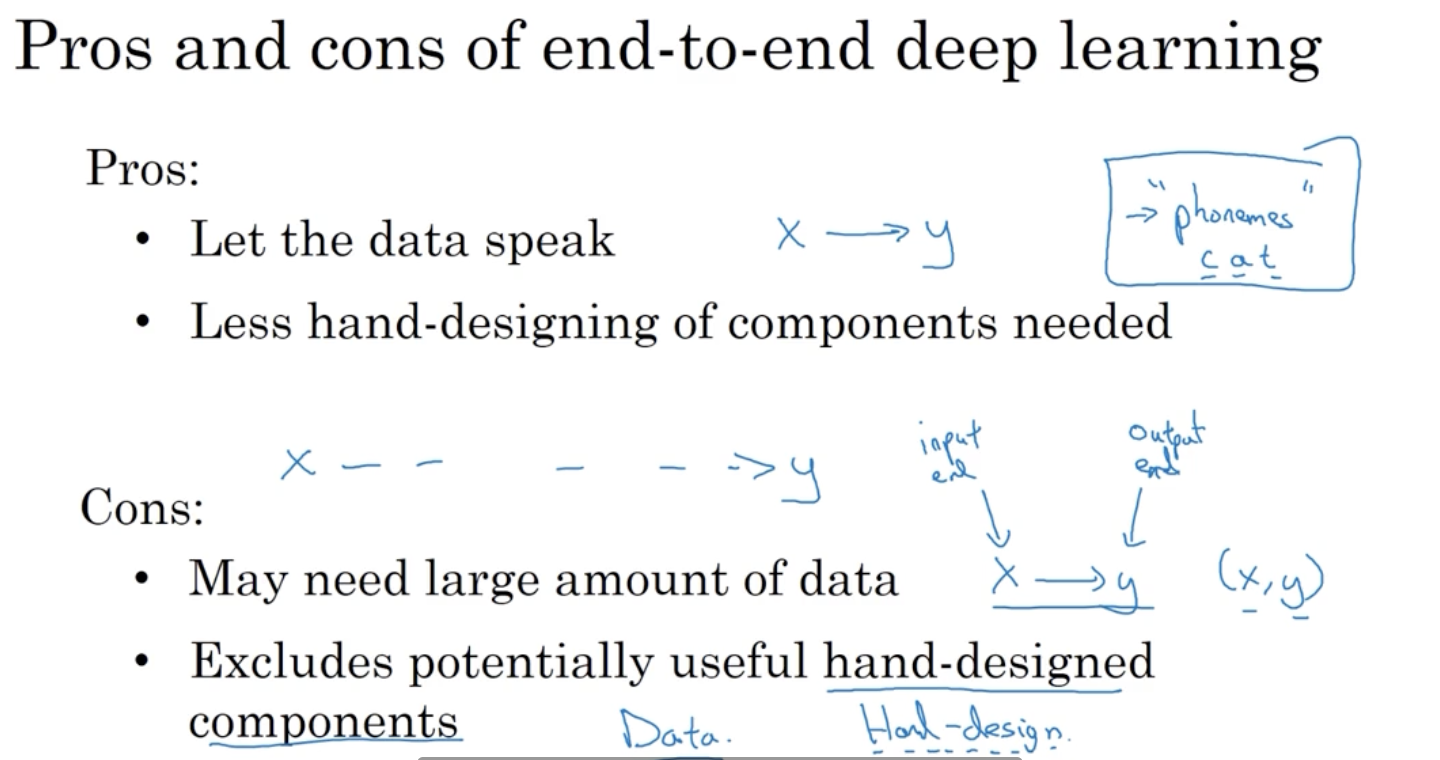 Pros and cons of end-to-end deep learning
Pros:
• Let the data speak
x → y
→ "phonemes"
c a t
• Less hand-designing of components needed
x - - - - -> y
input
end
output
end
Cons:
• May need large amount of data
x → y
(x, y)
• Excludes potentially useful hand-designed
components
Data.
Hand-design.